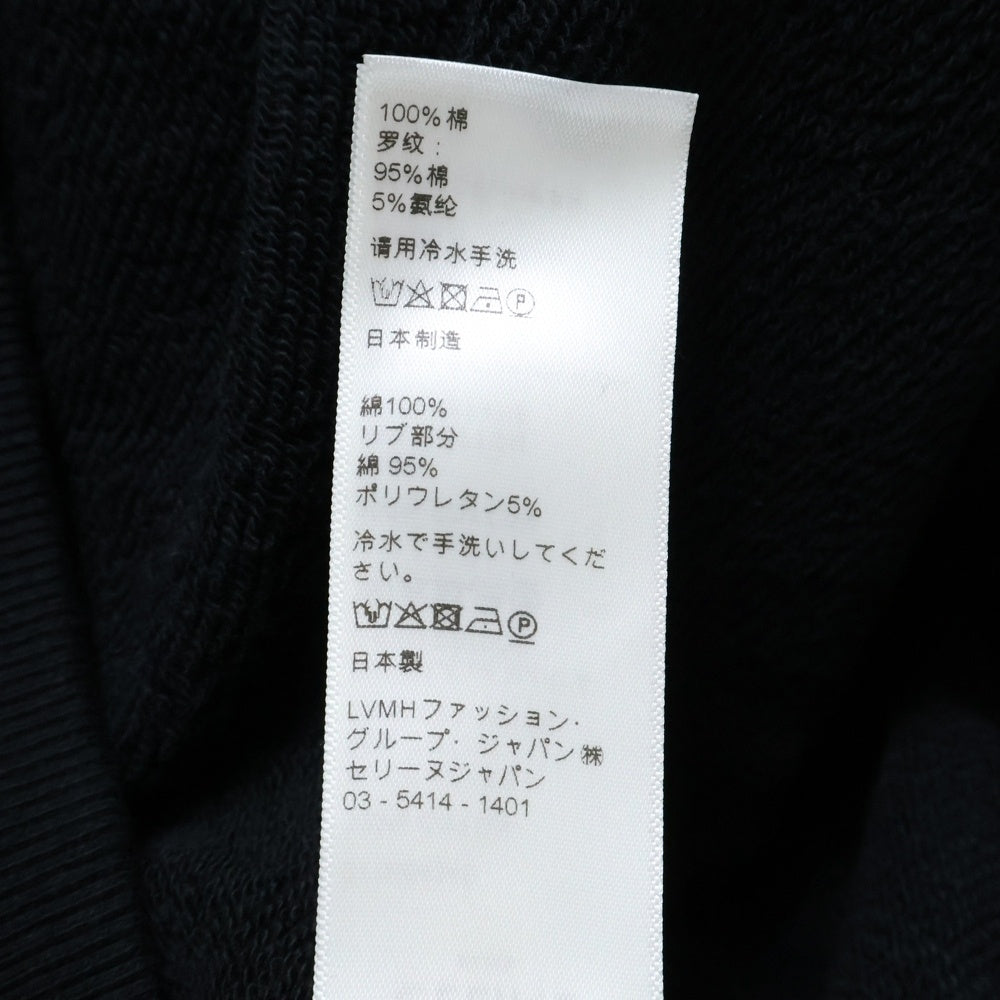 100%棉
罗纹：
95%棉
5%氨纶
请用冷水手洗
P
日本制造
綿100%
リブ部分
綿 95%
ポリウレタン5%
冷水で手洗いしてくだ
さい。
P
日本製
LVMHファッション·
グループ· ジャパン㈱
セリーヌジャパン
03 - 5414 - 1401